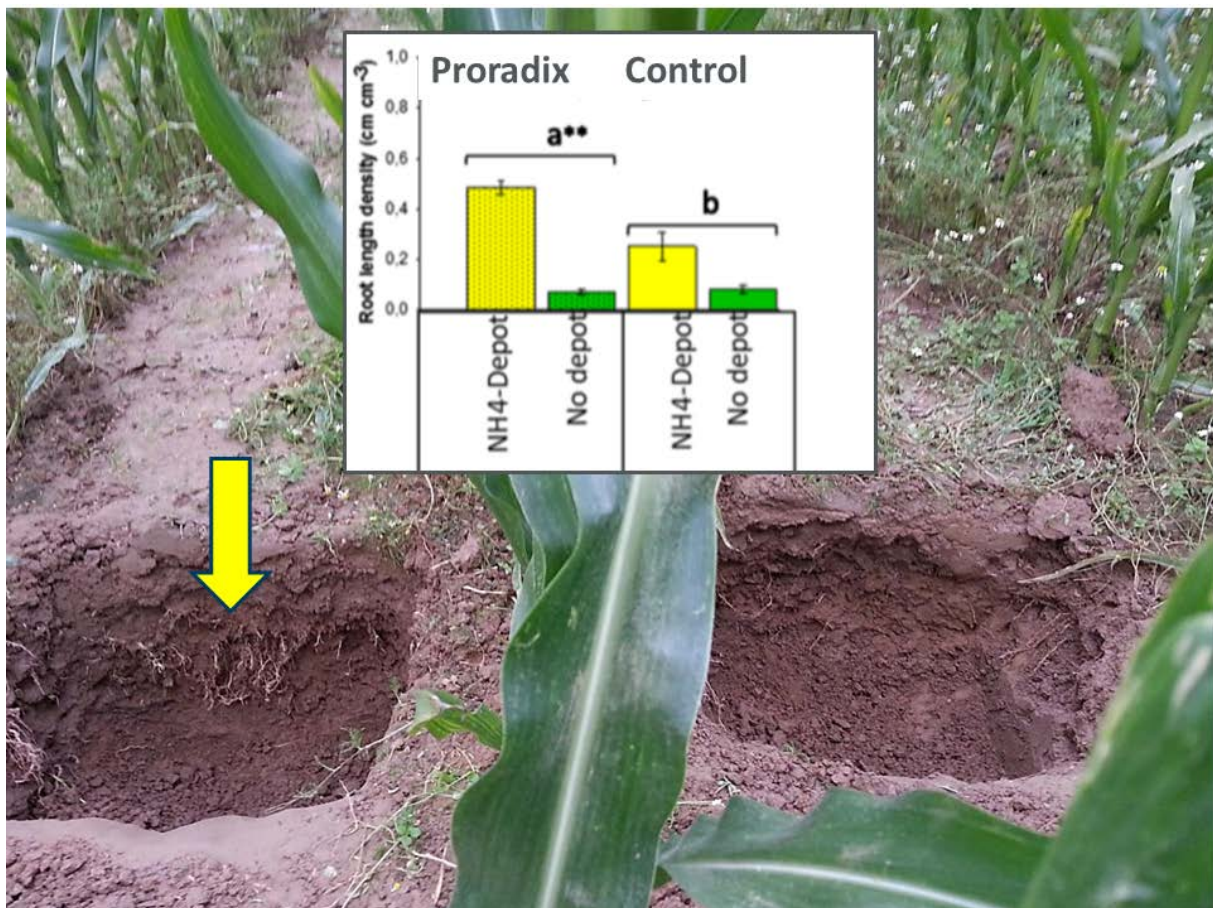 Proradix Control
Root length density (cm cm⁻³)
1,0
0,8
0,6
0,4
0,2
0,0
a**
b
NH4-Depot
No depot
NH4-Depot
No depot